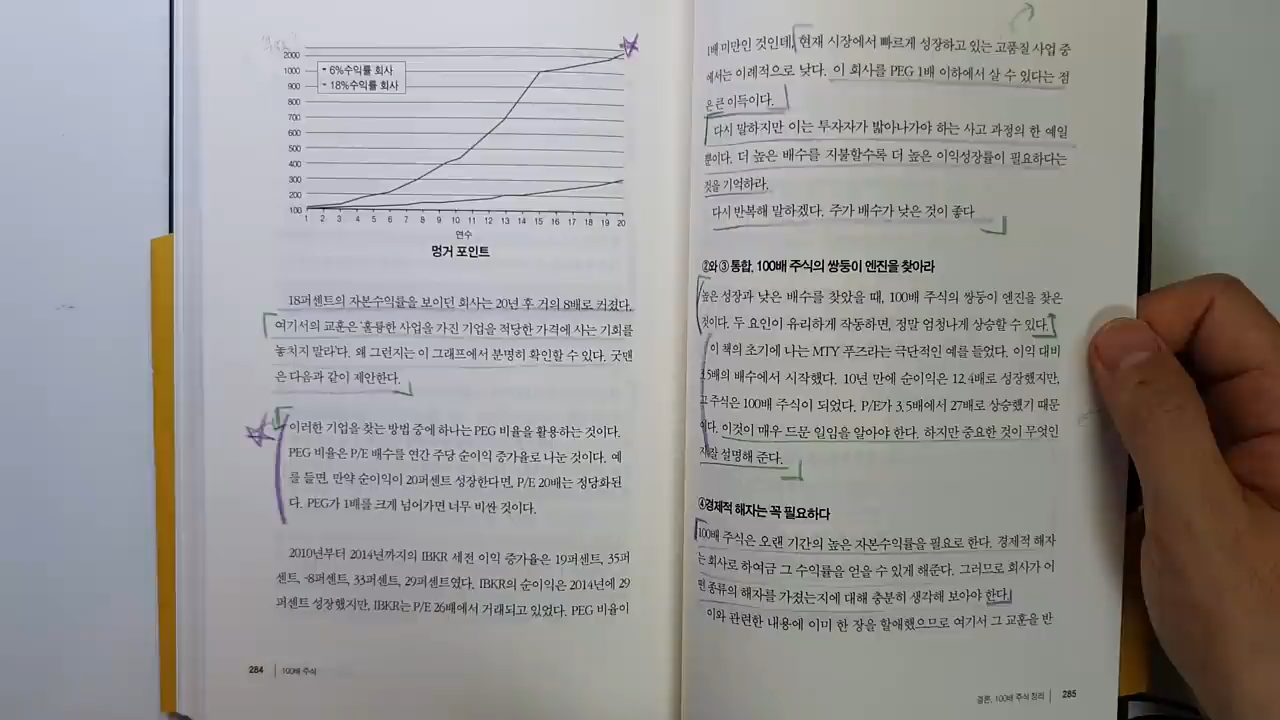 2000
1000
900
800
700
600
500
400
300
200
100
- 6%수익률 회사
- 18%수익률 회사
1 2 3 4 5 6 7 8 9 10 11 12 13 14 15 16 17 18 19 20
연수
멍거 포인트
18퍼센트의 자본수익률을 보이던 회사는 20년 후 거의 8배로 커졌다.
여기서의 교훈은 '훌륭한 사업을 가진 기업을 적당한 가격에 사는 기회를
놓치지 말라'다. 왜 그런지는 이 그래프에서 분명히 확인할 수 있다. 굿맨
은 다음과 같이 제안한다.
이러한 기업을 찾는 방법 중에 하나는 PEG 비율을 활용하는 것이다.
PEG 비율은 P/E 배수를 연간 주당 순이익 증가율로 나눈 것이다. 예
를 들면, 만약 순이익이 20퍼센트 성장한다면, P/E 20배는 정당화된
다. PEG가 1배를 크게 넘어가면 너무 비싼 것이다.
2010년부터 2014년까지의 IBKR 세전 이익 증가율은 19퍼센트, 35퍼
센트, -8퍼센트, 33퍼센트, 29퍼센트였다. IBKR의 순이익은 2014년에 29
퍼센트 성장했지만, IBKR는 P/E 26배에서 거래되고 있었다. PEG 비율이
284 100배 주식
1배 미만인 것인데, 현재 시장에서 빠르게 성장하고 있는 고품질 사업 중
에서는 이례적으로 낮다. 이 회사를 PEG 1배 이하에서 살 수 있다는 점
은 큰 이득이다.
다시 말하지만 이는 투자자가 밟아나가야 하는 사고 과정의 한 예일
뿐이다. 더 높은 배수를 지불할수록 더 높은 이익성장률이 필요하다는
것을 기억하라.
다시 반복해 말하겠다. 주가 배수가 낮은 것이 좋다
②와 ③ 통합, 100배 주식의 쌍둥이 엔진을 찾아라
높은 성장과 낮은 배수를 찾았을 때, 100배 주식의 쌍둥이 엔진을 찾은
것이다. 두 요인이 유리하게 작동하면, 정말 엄청나게 상승할 수 있다.
이 책의 초기에 나는 MTY 푸즈라는 극단적인 예를 들었다. 이익 대비
3.5배의 배수에서 시작했다. 10년 만에 순이익은 12.4배로 성장했지만,
그 주식은 100배 주식이 되었다. P/E가 3.5배에서 27배로 상승했기 때문
이다. 이것이 매우 드문 일임을 알아야 한다. 하지만 중요한 것이 무엇인
지 잘 설명해 준다.
④경제적 해자는 꼭 필요하다
100배 주식은 오랜 기간의 높은 자본수익률을 필요로 한다. 경제적 해자
는 회사로 하여금 그 수익률을 얻을 수 있게 해준다. 그러므로 회사가 어
떤 종류의 해자를 가졌는지에 대해 충분히 생각해 보아야 한다.
이와 관련한 내용에 이미 한 장을 할애했으므로 여기서 그 교훈을 반
결론, 100배 주식 정리 285